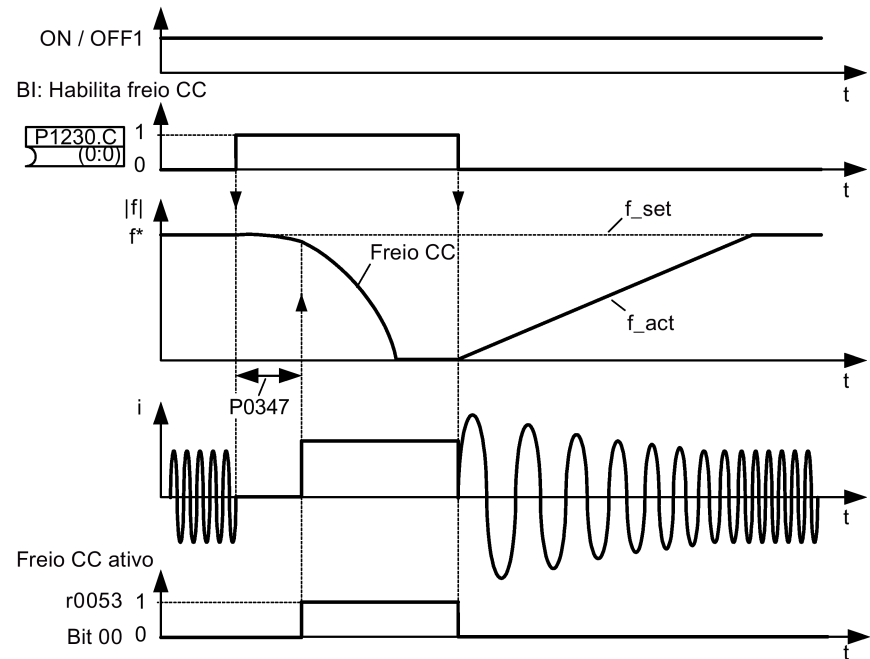 ON / OFF1
t
BI: Habilita freio CC
P1230.C
(0:0)
1
0
t
|f|
f*
f_set
Freio CC
f_act
t
P0347
i
t
Freio CC ativo
r0053 1
Bit 00 0
t